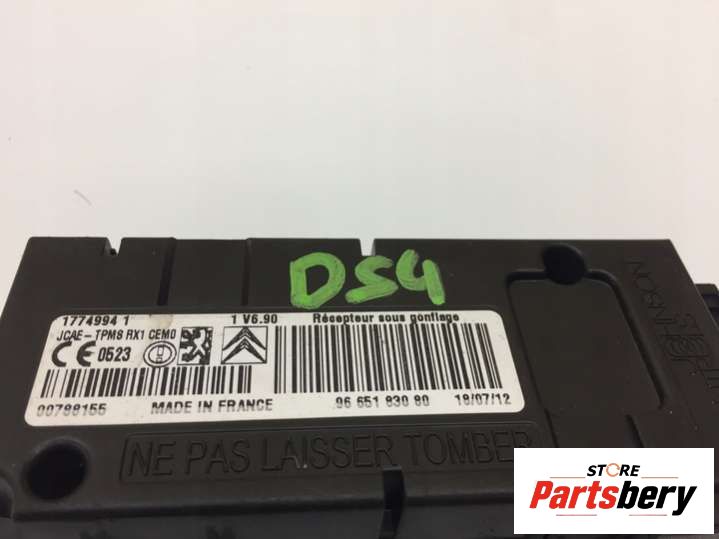 DS4
1774994 1
1 V6.90
Récepteur sous gonflage
JCAE-TPMS RX1 CEM0
CE 0523
00788155
MADE IN FRANCE
96 651 830 80
18/07/12
NE PAS LAISSER TOMBER
JOHNSON
STORE
Partsbery